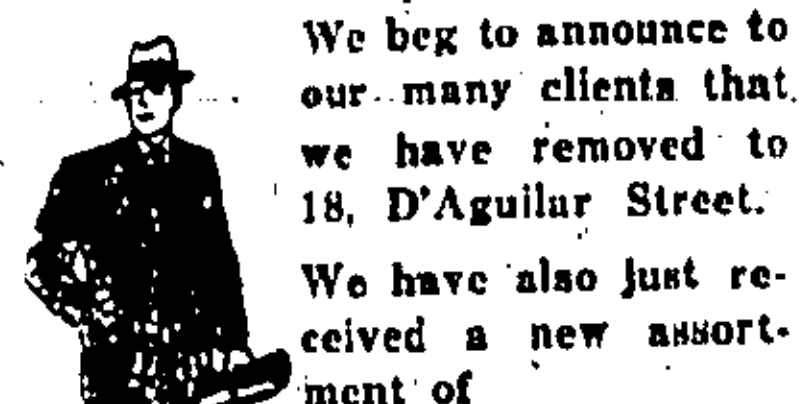 We beg to announce to
our many clients that
we have removed to
18, D'Aguilar Street.
We have also just re-
ceived a new assort-
ment of